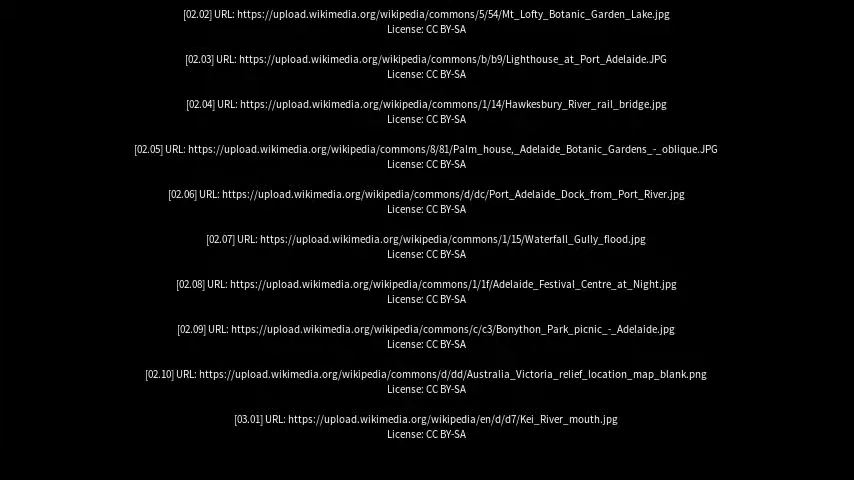 [02.02] URL: https://upload.wikimedia.org/wikipedia/commons/5/54/Mt_Lofty_Botanic_Garden_Lake.jpg
License: CC BY-SA
[02.03] URL: https://upload.wikimedia.org/wikipedia/commons/b/b9/Lighthouse_at_Port_Adelaide.JPG
License: CC BY-SA
[02.04] URL: https://upload.wikimedia.org/wikipedia/commons/1/14/Hawkesbury_River_rail_bridge.jpg
License: CC BY-SA
[02.05] URL: https://upload.wikimedia.org/wikipedia/commons/8/81/Palm_house,_Adelaide_Botanic_Gardens_-_oblique.JPG
License: CC BY-SA
[02.06] URL: https://upload.wikimedia.org/wikipedia/commons/d/dc/Port_Adelaide_Dock_from_Port_River.jpg
License: CC BY-SA
[02.07] URL: https://upload.wikimedia.org/wikipedia/commons/1/15/Waterfall_Gully_flood.jpg
License: CC BY-SA
[02.08] URL: https://upload.wikimedia.org/wikipedia/commons/1/1f/Adelaide_Festival_Centre_at_Night.jpg
License: CC BY-SA
[02.09] URL: https://upload.wikimedia.org/wikipedia/commons/c/c3/Bonython_Park_picnic_-_Adelaide.jpg
License: CC BY-SA
[02.10] URL: https://upload.wikimedia.org/wikipedia/commons/d/dd/Australia_Victoria_relief_location_map_blank.png
License: CC BY-SA
[03.01] URL: https://upload.wikimedia.org/wikipedia/en/d/d7/Kei_River_mouth.jpg
License: CC BY-SA